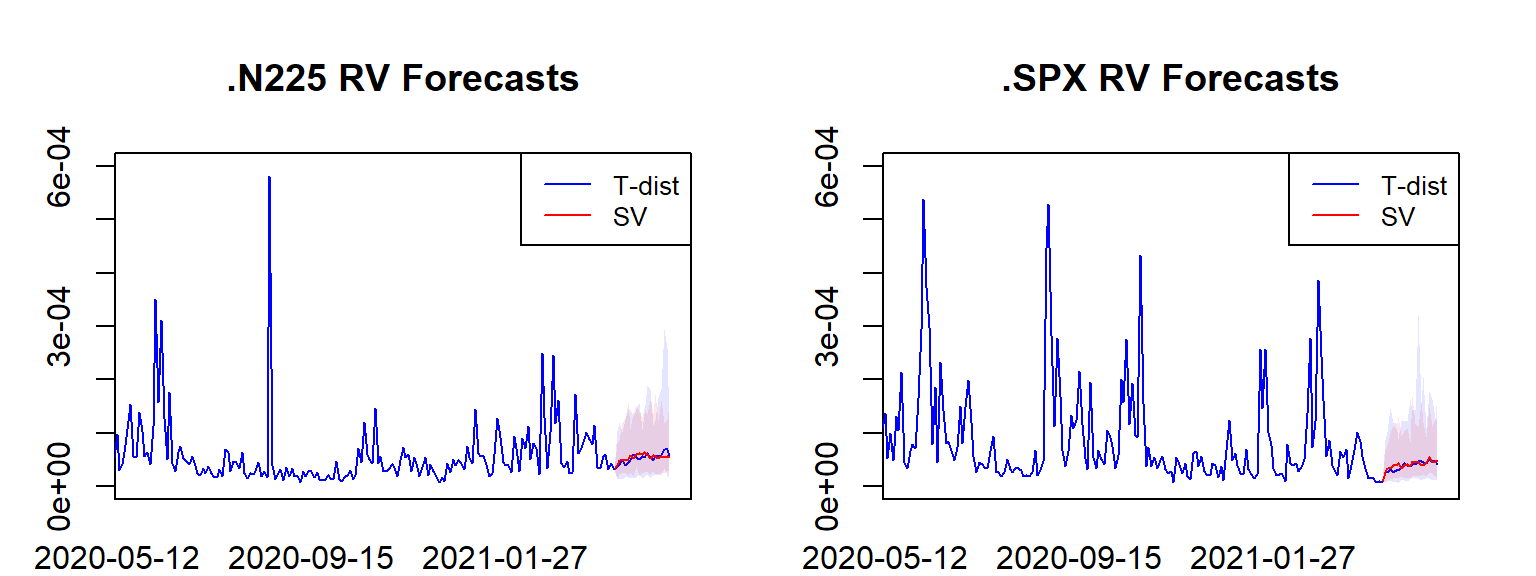 .N225 RV Forecasts
6e-04
3e-04
0e+00
T-dist
SV
2020-05-12
2020-09-15
2021-01-27
.SPX RV Forecasts
6e-04
3e-04
0e+00
T-dist
SV
2020-05-12
2020-09-15
2021-01-27